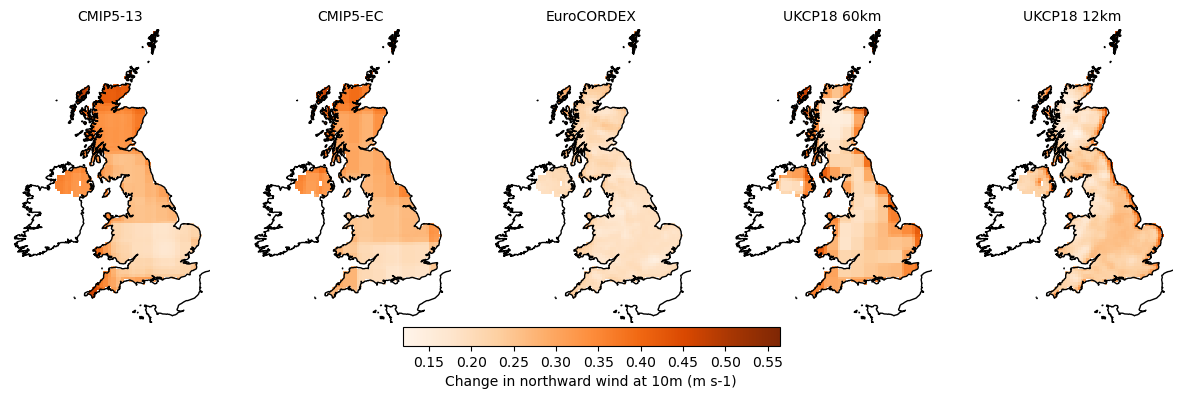 CMIP5-13 CMIP5-EC EuroCORDEX UKCP18 60km UKCP18 12km
0.15 0.20 0.25 0.30 0.35 0.40 0.45 0.50 0.55
Change in northward wind at 10m (m s-1)